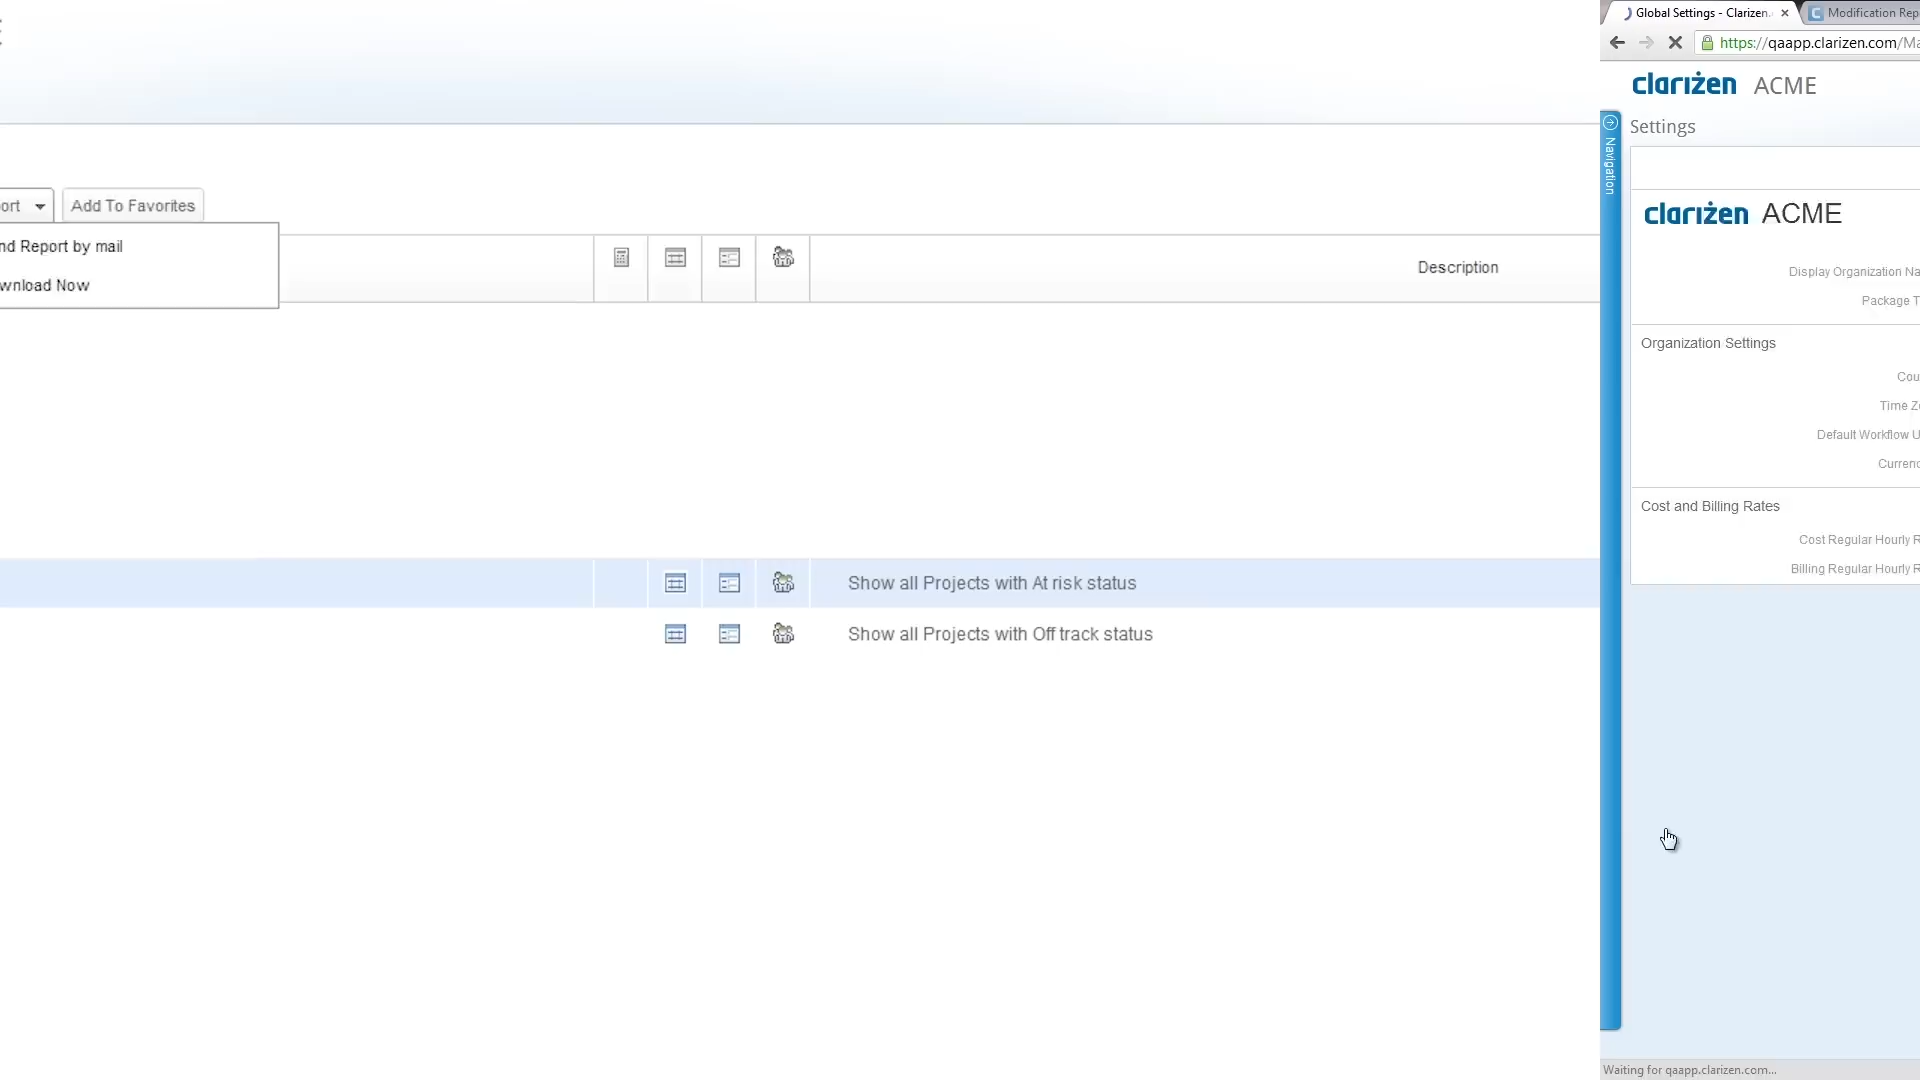 ort
Add To Favorites
nd Report by mail
wnload Now
Description
Show all Projects with At risk status
Show all Projects with Off track status
Global Settings - Clarizen.
Modification Rep
https://qaapp.clarizen.com/Ma
clarizen ACME
Navigation
Settings
clarizen ACME
Display Organization Na
Package T
Organization Settings
Cou
Time Zo
Default Workflow U
Currenc
Cost and Billing Rates
Cost Regular Hourly R
Billing Regular Hourly R
Waiting for qaapp.clarizen.com...